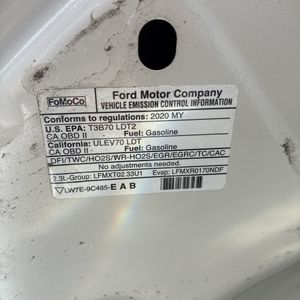 FoMoCo
Ford Motor Company
VEHICLE EMISSION CONTROL INFORMATION
Conforms to regulations: 2020 MY
U.S. EPA: T3B70 LDT2
CA OBD II Fuel: Gasoline
California: ULEV70 LDT
CA OBD II Fuel: Gasoline
DFI/TWC/HO2S/WR-HO2S/EGR/EGRC/TC/CAC
No adjustments needed.
2.3L-Group: LFMXT02.33U1 Evap: LFMXR0170NDF
LW7E-9C485-EAB